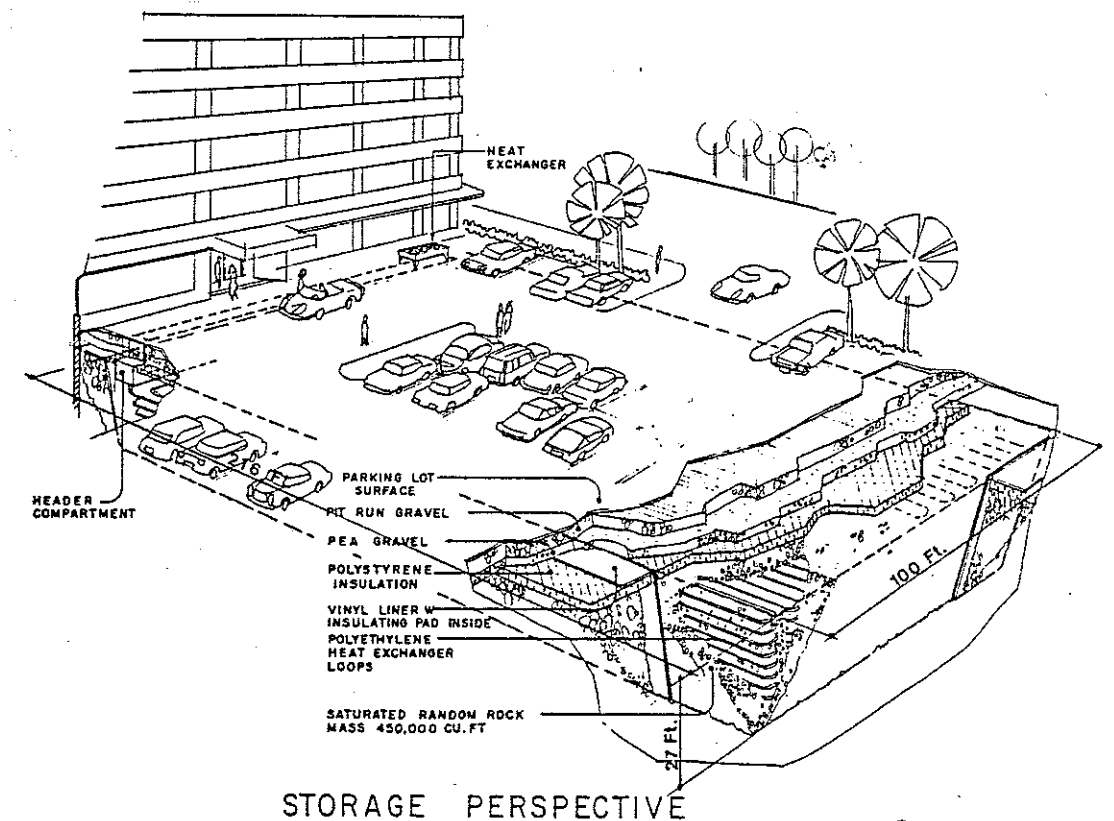 HEAT
EXCHANGER
216
HEADER
COMPARTMENT
PARKING LOT
SURFACE
PIT RUN GRAVEL
PEA GRAVEL
POLYSTYRENE
INSULATION
VINYL LINER W
INSULATING PAD INSIDE
POLYETHYLENE
HEAT EXCHANGER
LOOPS
SATURATED RANDOM ROCK
MASS 450,000 CU.FT
100 Ft.
27 Ft.
STORAGE PERSPECTIVE